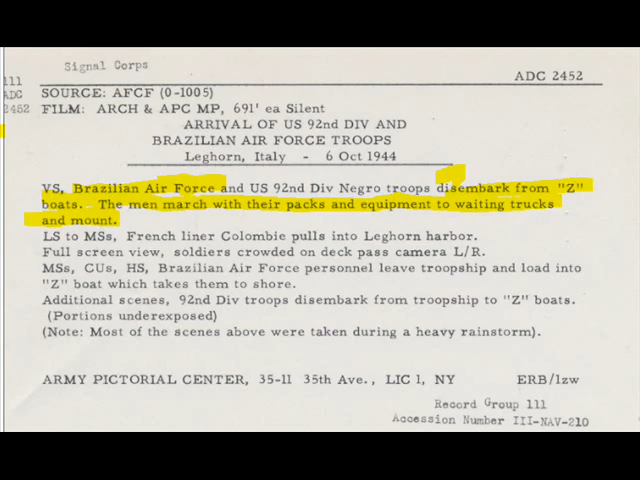 Signal Corps
ADC 2452
111
ADC
2452
SOURCE: AFCF (0-1005)
FILM: ARCH & APC MP, 691' ea Silent
ARRIVAL OF US 92nd DIV AND
BRAZILIAN AIR FORCE TROOPS
Leghorn, Italy - 6 Oct 1944
VS, Brazilian Air Force and US 92nd Div Negro troops disembark from "Z"
boats. The men march with their packs and equipment to waiting trucks
and mount.
LS to MSs, French liner Colombie pulls into Leghorn harbor.
Full screen view, soldiers crowded on deck pass camera L/R.
MSs, CUs, HS, Brazilian Air Force personnel leave troopship and load into
"Z" boat which takes them to shore.
Additional scenes, 92nd Div troops disembark from troopship to "Z" boats.
(Portions underexposed)
(Note: Most of the scenes above were taken during a heavy rainstorm).
ARMY PICTORIAL CENTER, 35-11 35th Ave., LIC 1, NY ERB/lzw
Record Group 111
Accession Number III-NAV-210